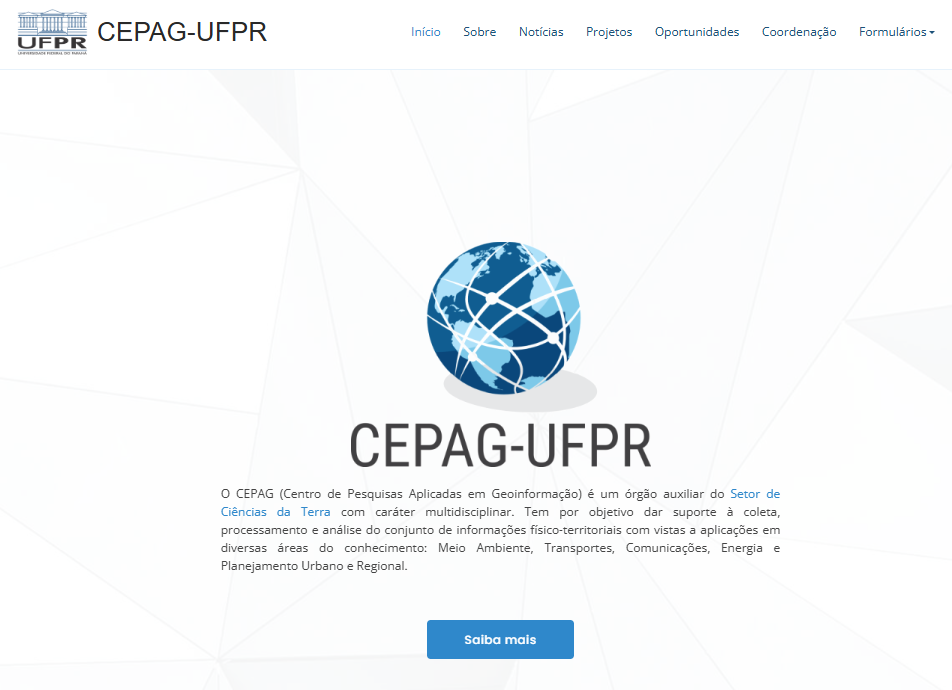 UFPR
UNIVERSIDADE FEDERAL DO PARANÁ
CEPAG-UFPR
Início Sobre Notícias Projetos Oportunidades Coordenação Formulários
CEPAG-UFPR
O CEPAG (Centro de Pesquisas Aplicadas em Geoinformação) é um órgão auxiliar do Setor de
Ciências da Terra com caráter multidisciplinar. Tem por objetivo dar suporte à coleta,
processamento e análise do conjunto de informações físico-territoriais com vistas a aplicações em
diversas áreas do conhecimento: Meio Ambiente, Transportes, Comunicações, Energia e
Planejamento Urbano e Regional.
Saiba mais